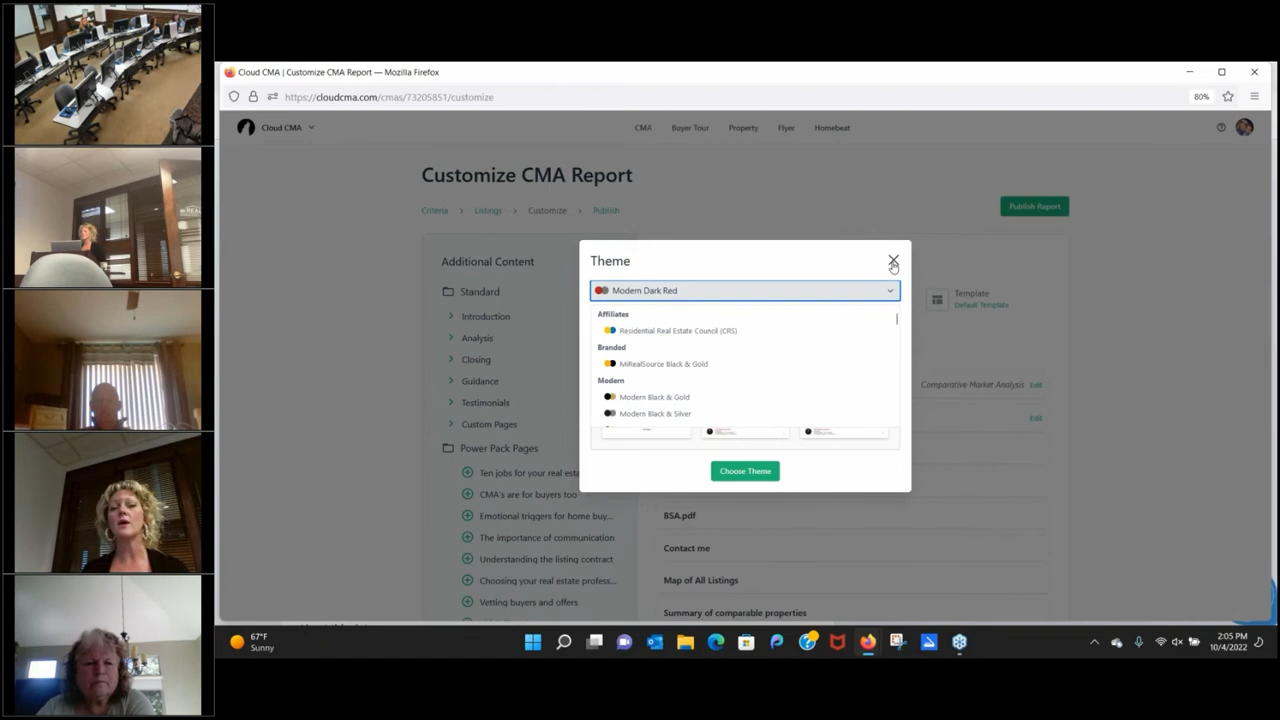 Cloud CMA | Customize CMA Report — Mozilla Firefox
https://cloudcma.com/cmas/73205851/customize
80%
Cloud CMA
CMA
Buyer Tour
Property
Flyer
Homebeat
Customize CMA Report
Criteria > Listings > Customize > Publish
Publish Report
Additional Content
Standard
Introduction
Analysis
Closing
Guidance
Testimonials
Custom Pages
Power Pack Pages
Ten jobs for your real esta
CMA's are for buyers too
Emotional triggers for home buy...
The importance of communication
Understanding the listing contract
Choosing your real estate profess...
Vetting buyers and offers
Theme
Modern Dark Red
Affiliates
Residential Real Estate Council (CRS)
Branded
MiRealSource Black & Gold
Modern
Modern Black & Gold
Modern Black & Silver
Choose Theme
Template
Default Template
Comparative Market Analysis Edit
Edit
BSA.pdf
Contact me
Map of All Listings
Summary of comparable properties
67°F
Sunny
2:05 PM
10/4/2022